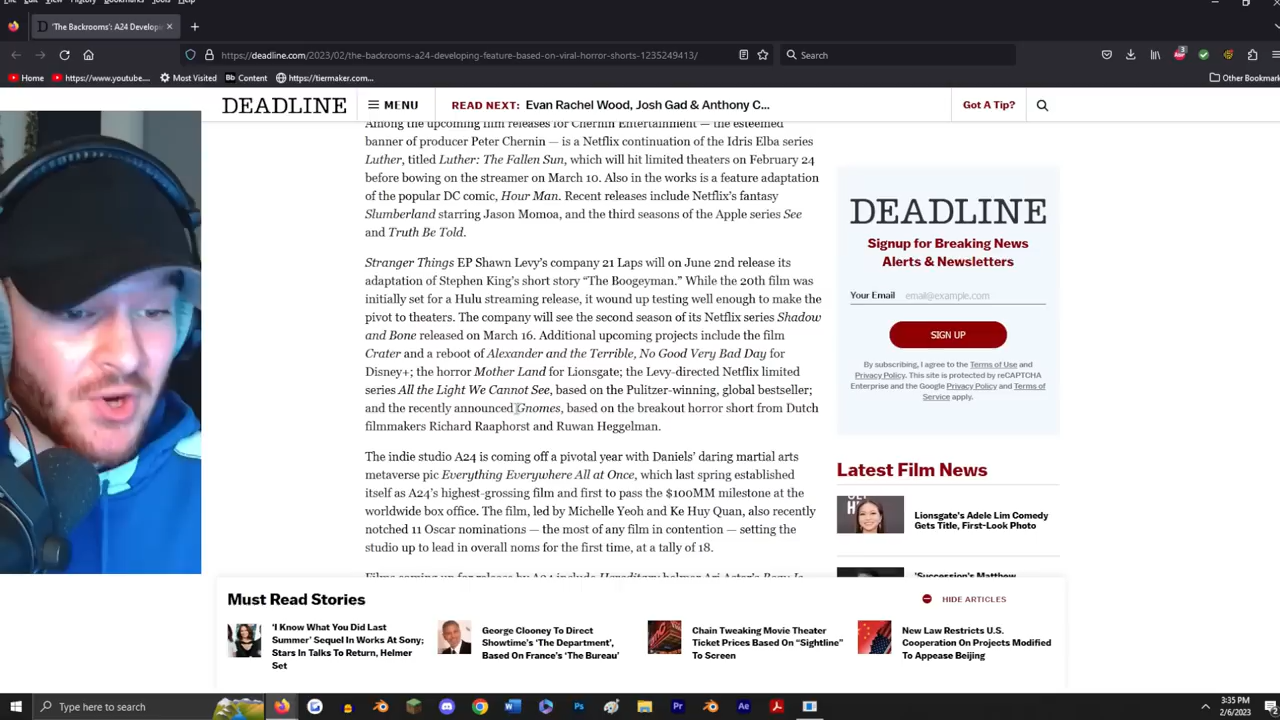 File Edit View History Bookmarks Tools Help
'The Backrooms': A24 Develop
https://deadline.com/2023/02/the-backrooms-a24-developing-feature-based-on-viral-horror-shorts-1235249413/
Search
Home
https://www.youtube....
Most Visited
Bb Content
https://tiermaker.com...
Other Bookmark
DEADLINE
MENU
READ NEXT: Evan Rachel Wood, Josh Gad & Anthony C...
Got A Tip?
Among the upcoming film releases for Chernin Entertainment — the esteemed
banner of producer Peter Chernin — is a Netflix continuation of the Idris Elba series
Luther, titled Luther: The Fallen Sun, which will hit limited theaters on February 24
before bowing on the streamer on March 10. Also in the works is a feature adaptation
of the popular DC comic, Hour Man. Recent releases include Netflix's fantasy
Slumberland starring Jason Momoa, and the third seasons of the Apple series See
and Truth Be Told.
Stranger Things EP Shawn Levy's company 21 Laps will on June 2nd release its
adaptation of Stephen King's short story “The Boogeyman.” While the 20th film was
initially set for a Hulu streaming release, it wound up testing well enough to make the
pivot to theaters. The company will see the second season of its Netflix series Shadow
and Bone released on March 16. Additional upcoming projects include the film
Crater and a reboot of Alexander and the Terrible, No Good Very Bad Day for
Disney+; the horror Mother Land for Lionsgate; the Levy-directed Netflix limited
series All the Light We Cannot See, based on the Pulitzer-winning, global bestseller;
and the recently announced Gnomes, based on the breakout horror short from Dutch
filmmakers Richard Raaphorst and Ruwan Heggelman.
The indie studio A24 is coming off a pivotal year with Daniels' daring martial arts
metaverse pic Everything Everywhere All at Once, which last spring established
itself as A24's highest-grossing film and first to pass the $100MM milestone at the
worldwide box office. The film, led by Michelle Yeoh and Ke Huy Quan, also recently
notched 11 Oscar nominations — the most of any film in contention — setting the
studio up to lead in overall noms for the first time, at a tally of 18.
Films coming up for release by A24 include Hereditary helmer Ari Aster's Beau Is
DEADLINE
Signup for Breaking News
Alerts & Newsletters
Your Email email@example.com
SIGN UP
By subscribing, I agree to the Terms of Use and
Privacy Policy. This site is protected by reCAPTCHA
Enterprise and the Google Privacy Policy and Terms of
Service apply.
Latest Film News
Lionsgate's Adele Lim Comedy
Gets Title, First-Look Photo
'Succession's Matthew
Must Read Stories
HIDE ARTICLES
'I Know What You Did Last
Summer' Sequel In Works At Sony;
Stars In Talks To Return, Helmer
Set
George Clooney To Direct
Showtime's 'The Department',
Based On France's 'The Bureau'
Chain Tweaking Movie Theater
Ticket Prices Based On “Sightline”
To Screen
New Law Restricts U.S.
Cooperation On Projects Modified
To Appease Beijing
Type here to search
3:35 PM
2/6/2023